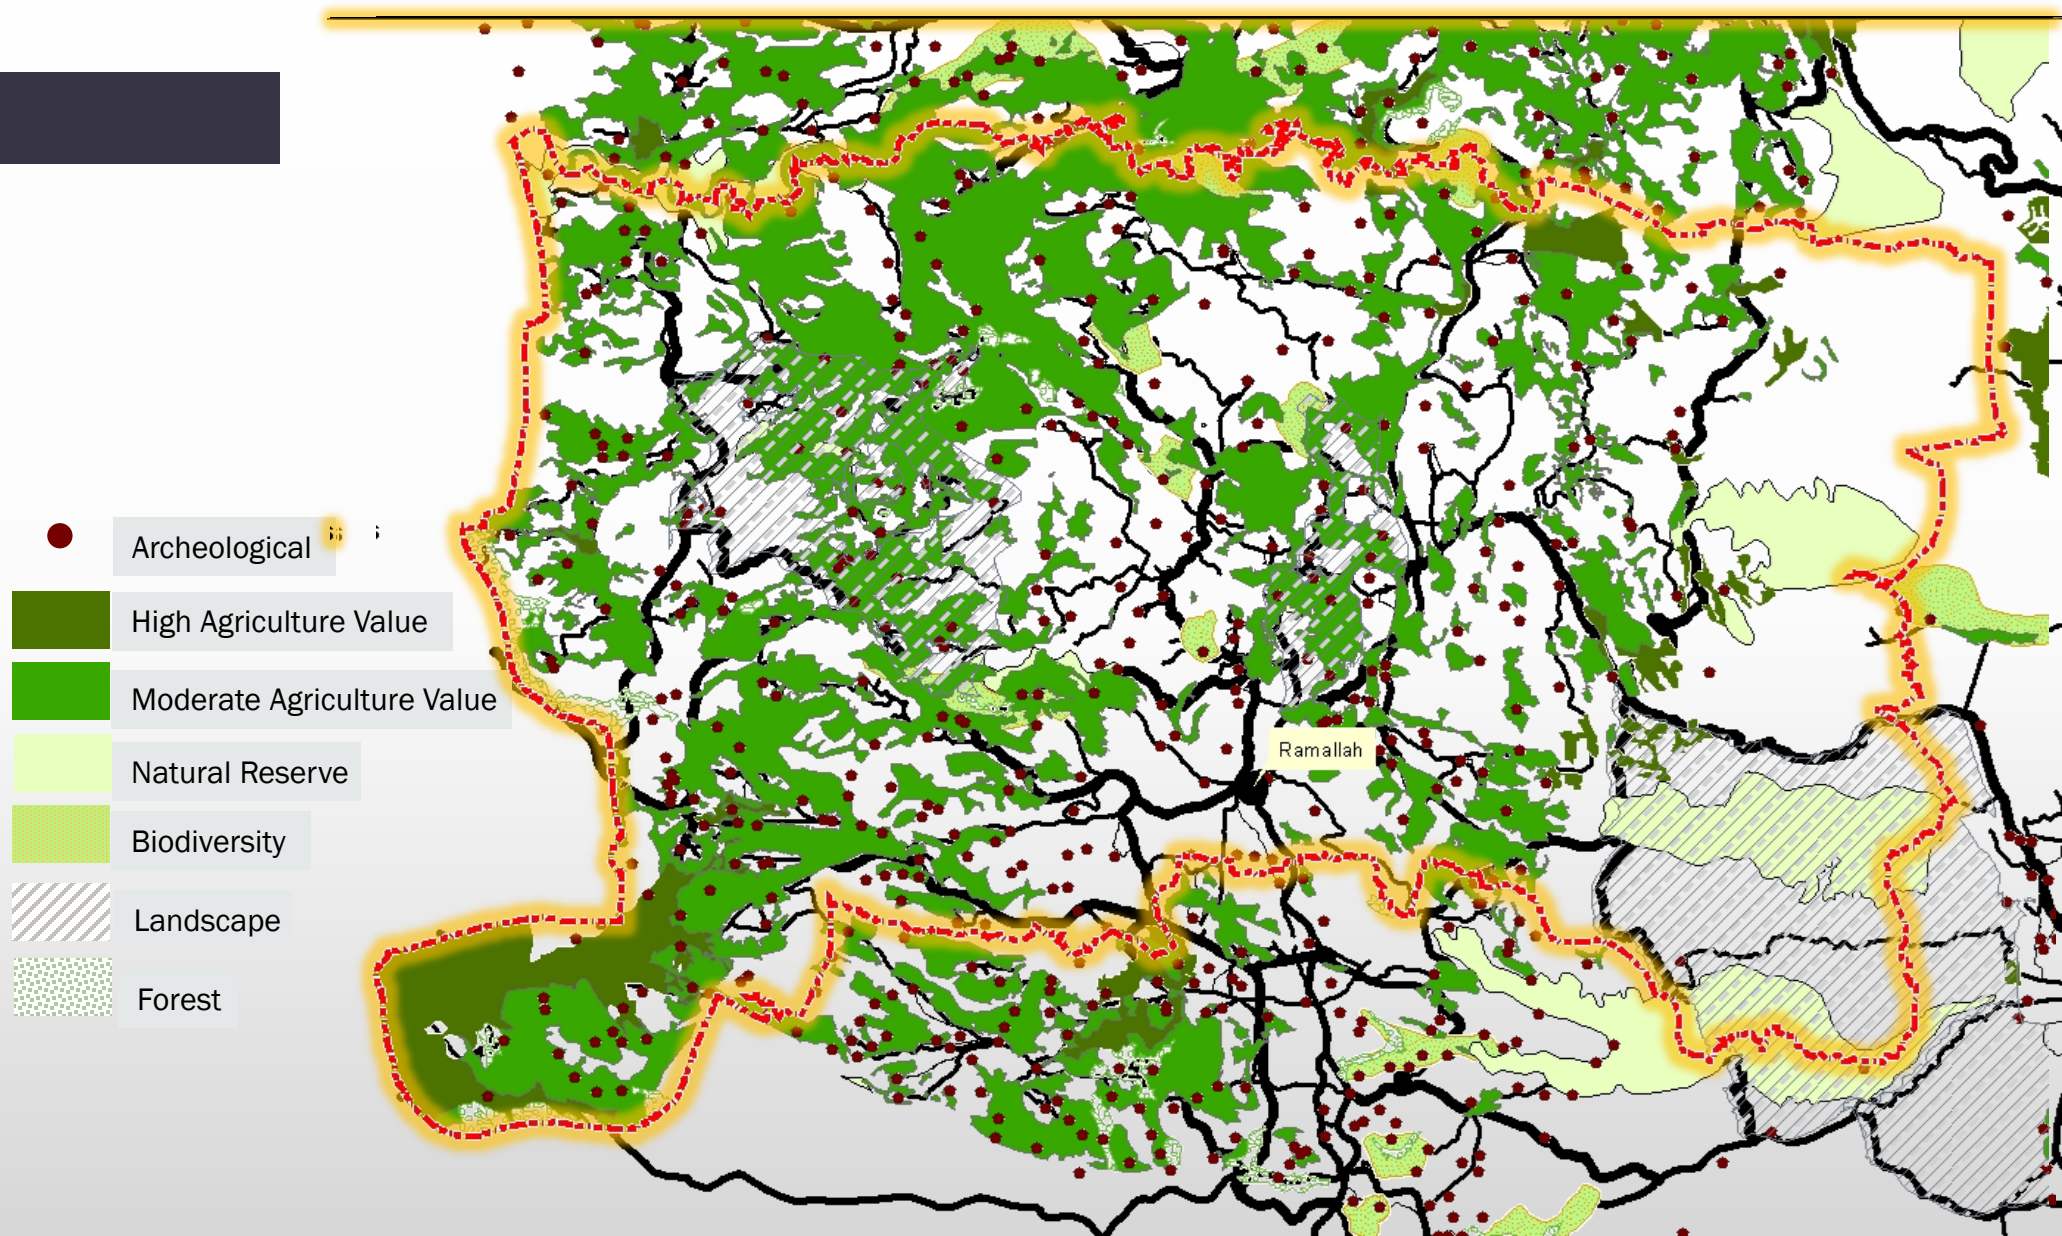 Archeological
High Agriculture Value
Moderate Agriculture Value
Natural Reserve
Biodiversity
Landscape
Forest
Ramallah